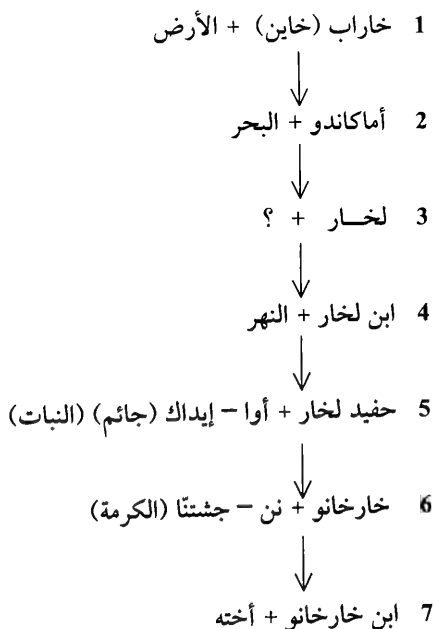 1 خاراب (خاين) + الأرض
2 أماكاندو + البحر
3 لخــار + ؟
4 ابن لخار + النهر
5 حفيد لخار + أوا – إيداك (جائم) (النبات)
6 خارخانو + نن – جشتنّا (الكرمة)
7 ابن خارخانو + أخته